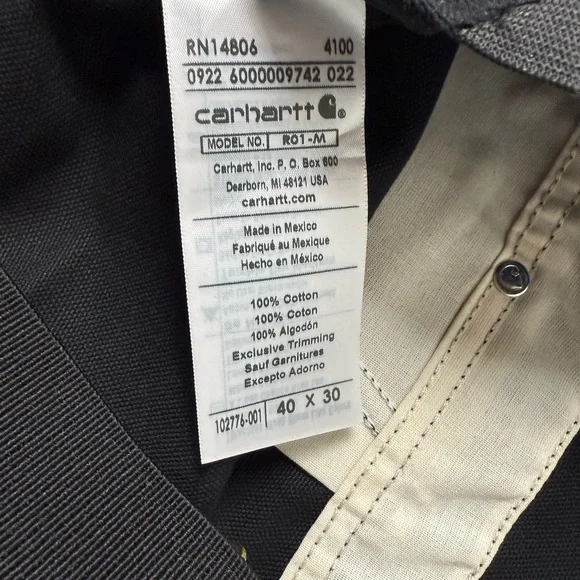 RN14806 4100
0922 6000009742 022
carhartt ®
MODEL NO. R01-M
Carhartt, Inc. P. O. Box 600
Dearborn, MI 48121 USA
carhartt.com
Made in Mexico
Fabriqué au Mexique
Hecho en México
100% Cotton
100% Coton
100% Algodón
Exclusive Trimming
Sauf Garnitures
Excepto Adorno
102776-001 40 X 30